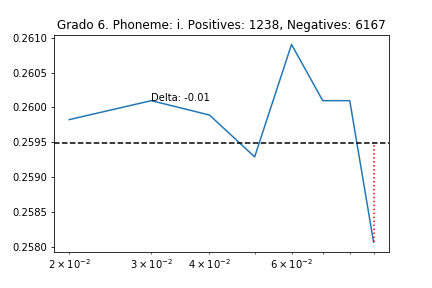 Grado 6. Phoneme: i. Positives: 1238, Negatives: 6167
0.2610
0.2605
Delta: -0.01
0.2600
0.2595
0.2590
0.2585
0.2580
2 × 10⁻² 3 × 10⁻² 4 × 10⁻² 6 × 10⁻²